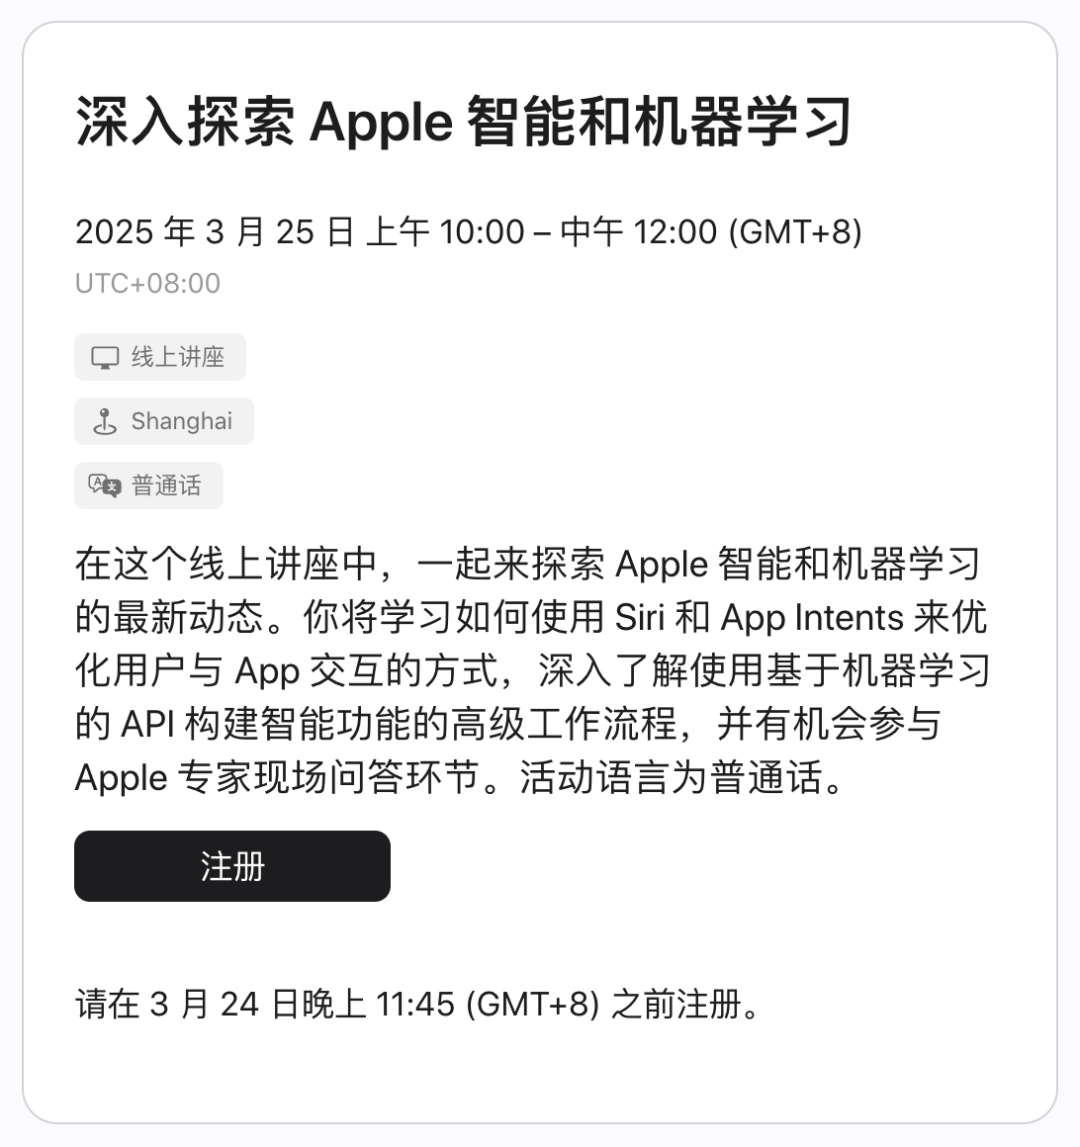 深入探索 Apple 智能和机器学习
2025 年 3 月 25 日 上午 10:00 – 中午 12:00 (GMT+8)
UTC+08:00
线上讲座
Shanghai
普通话
在这个线上讲座中，一起来探索 Apple 智能和机器学习
的最新动态。你将学习如何使用 Siri 和 App Intents 来优
化用户与 App 交互的方式，深入了解使用基于机器学习
的 API 构建智能功能的高级工作流程，并有机会参与
Apple 专家现场问答环节。活动语言为普通话。
注册
请在 3 月 24 日晚上 11:45 (GMT+8) 之前注册。